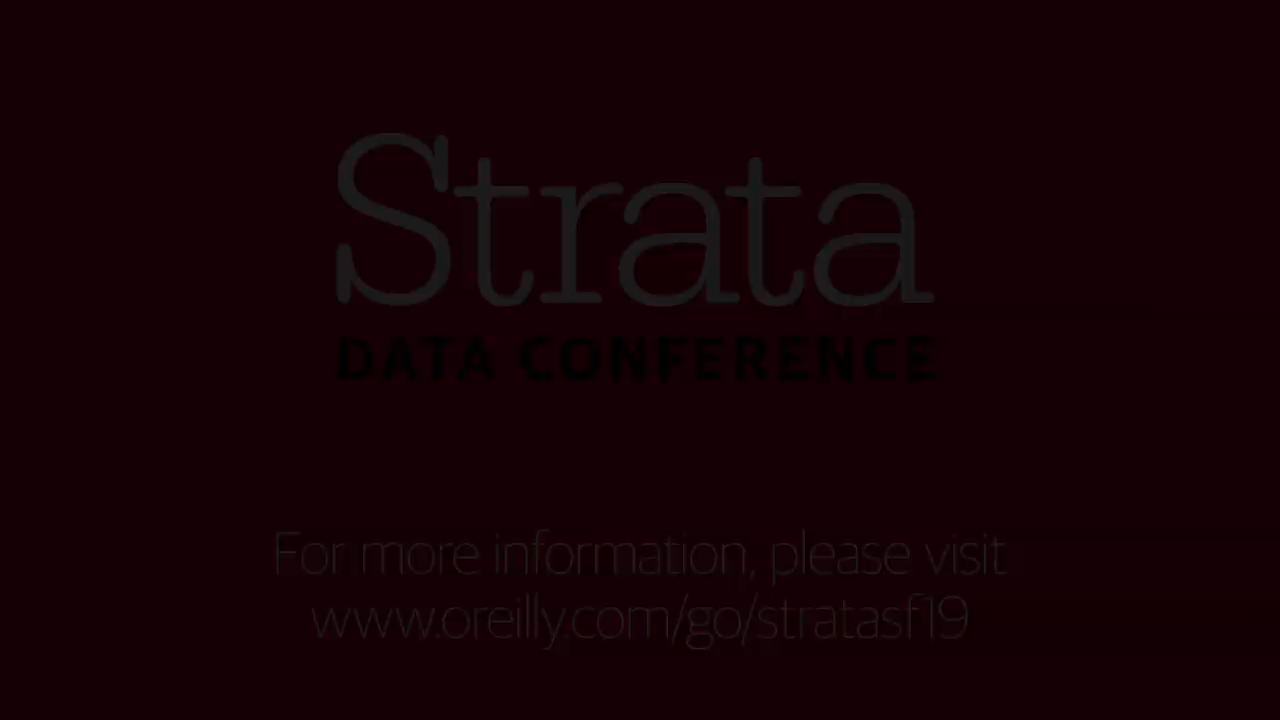 Strata
DATA CONFERENCE
For more information, please visit
www.oreilly.com/go/stratasf19